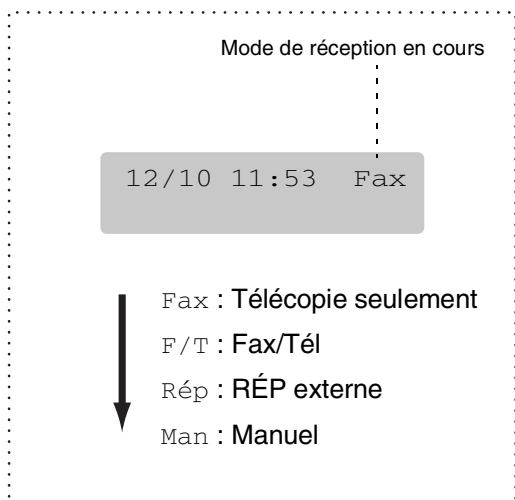 Mode de réception en cours
12/10 11:53 Fax
Fax : Télécopie seulement
F/T : Fax/Tél
Rép : RÉP externe
Man : Manuel